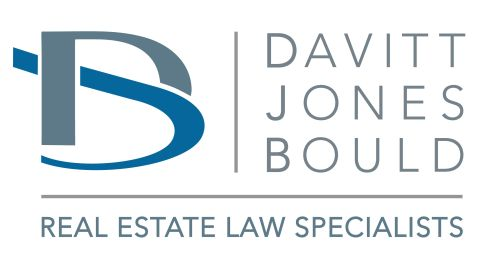 DAVITT
JONES
BOULD
REAL ESTATE LAW SPECIALISTS